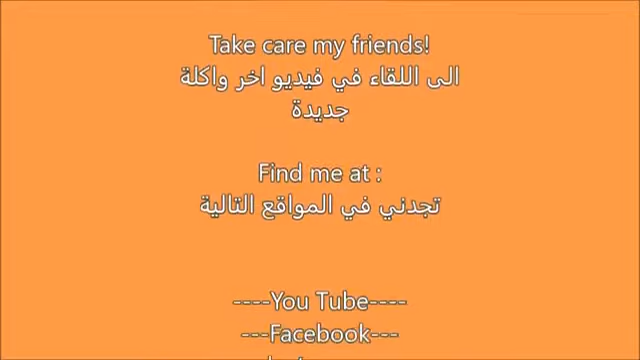 Take care my friends!
الى اللقاء في فيديو اخر واكلة
جديدة
Find me at :
تجدني في المواقع التالية
----You Tube----
---Facebook---